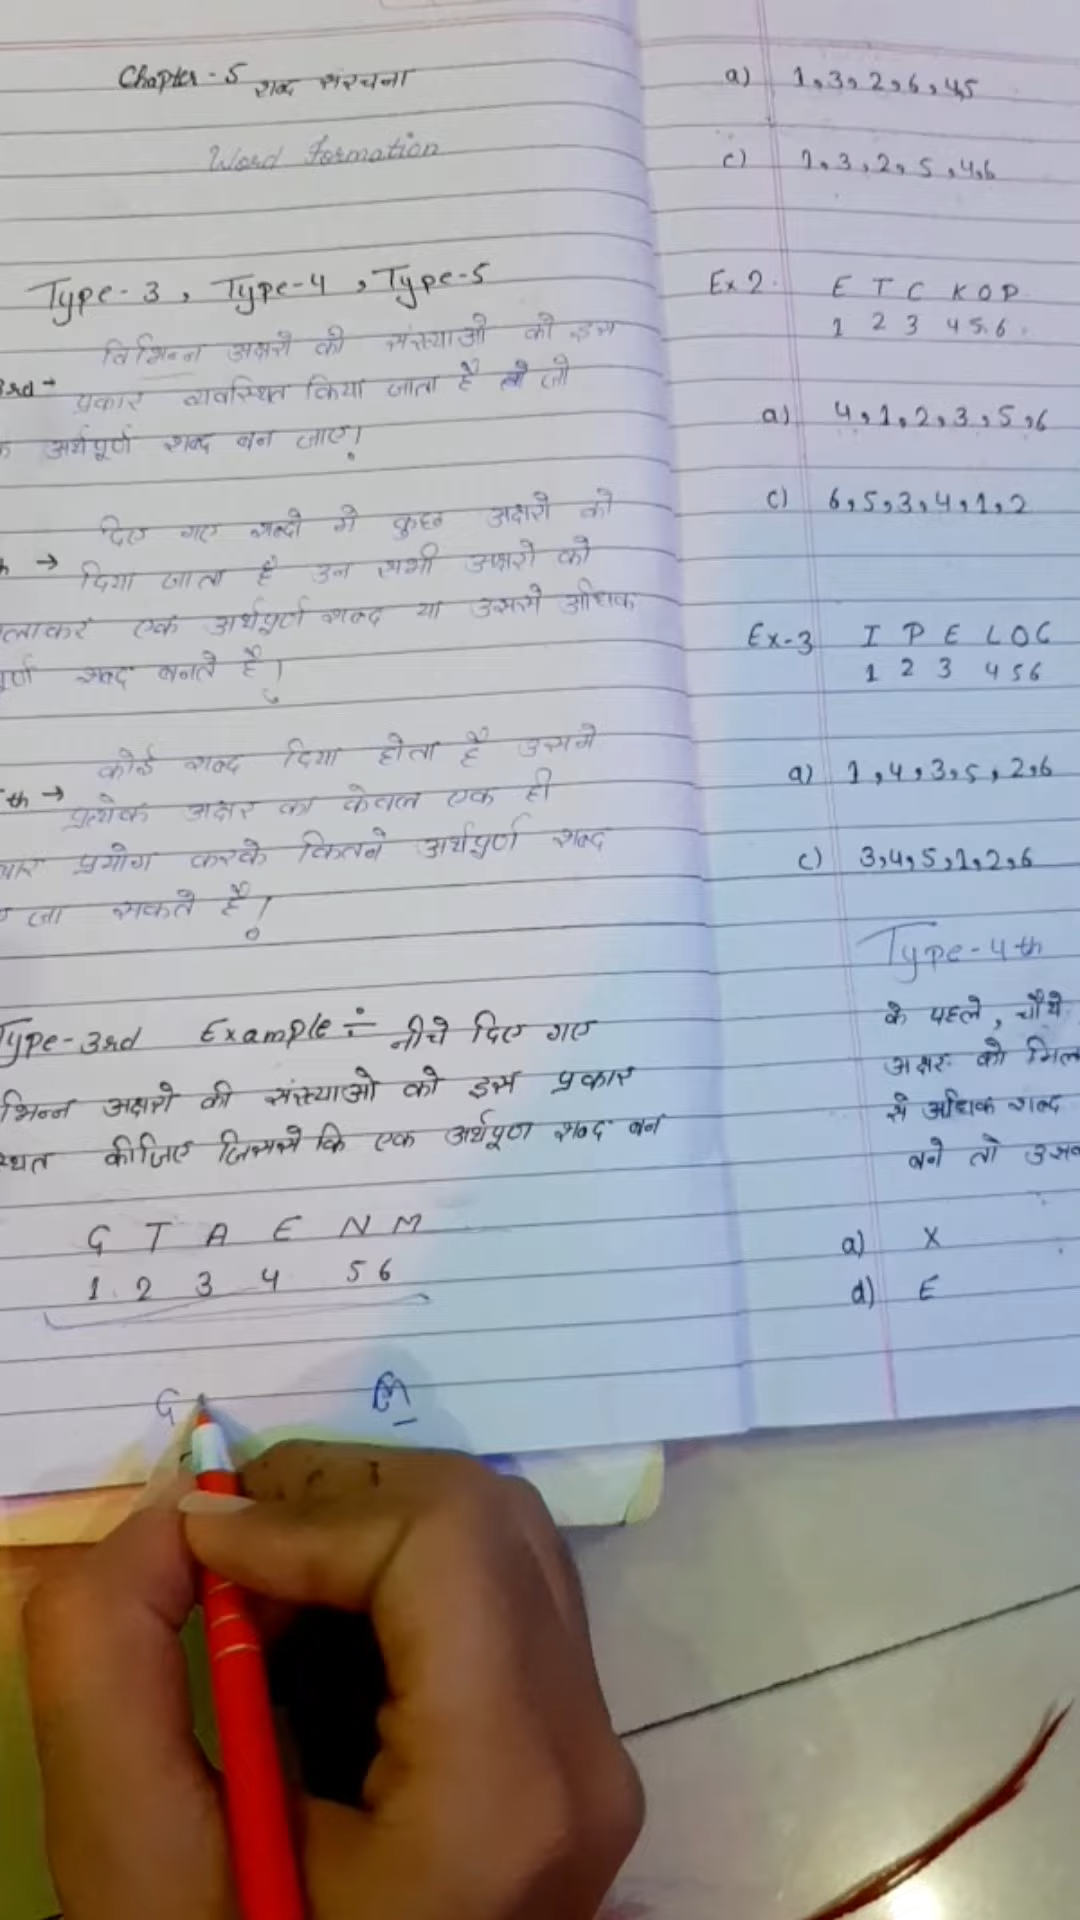 Chapter - 5 शब्द संरचना
Word Formation
Type - 3, Type - 4, Type - 5
विभिन्न अक्षरो की संख्याओ को इस
3rd → प्रकार व्यवस्थित किया जाता है जो
अर्थपूर्ण शब्द बन जाए!
दिए गए शब्दो मे कुछ अक्षरो को
→ दिया जाता है उन सभी अक्षरो को
एक अर्थपूर्ण शब्द या उससे अधिक
शब्द बनते है!
कोई शब्द दिया होता है उसमे
th → प्रत्येक अक्षर का केवल एक ही
प्रयोग करके कितने अर्थपूर्ण शब्द
जा सकते है!
Type - 3rd Example ÷ नीचे दिए गए
भिन्न अक्षरो की संख्याओ को इस प्रकार
स्थत कीजिए जिससे कि एक अर्थपूर्ण शब्द बन
G T A E N M
1 2 3 4 5 6
G M
a) 1, 3, 2, 6, 4, 5
c) 1, 3, 2, 5, 4, 6
Ex 2. E T C K O P
1 2 3 4 5 6
a) 4, 1, 2, 3, 5, 6
c) 6, 5, 3, 4, 1, 2
Ex - 3 I P E L O C
1 2 3 4 5 6
a) 1, 4, 3, 5, 2, 6
c) 3, 4, 5, 1, 2, 6
Type - 4th
के पहले, चौथे
अक्षर को मिल
से अधिक शब्द
बने तो उस
a) X
d) E